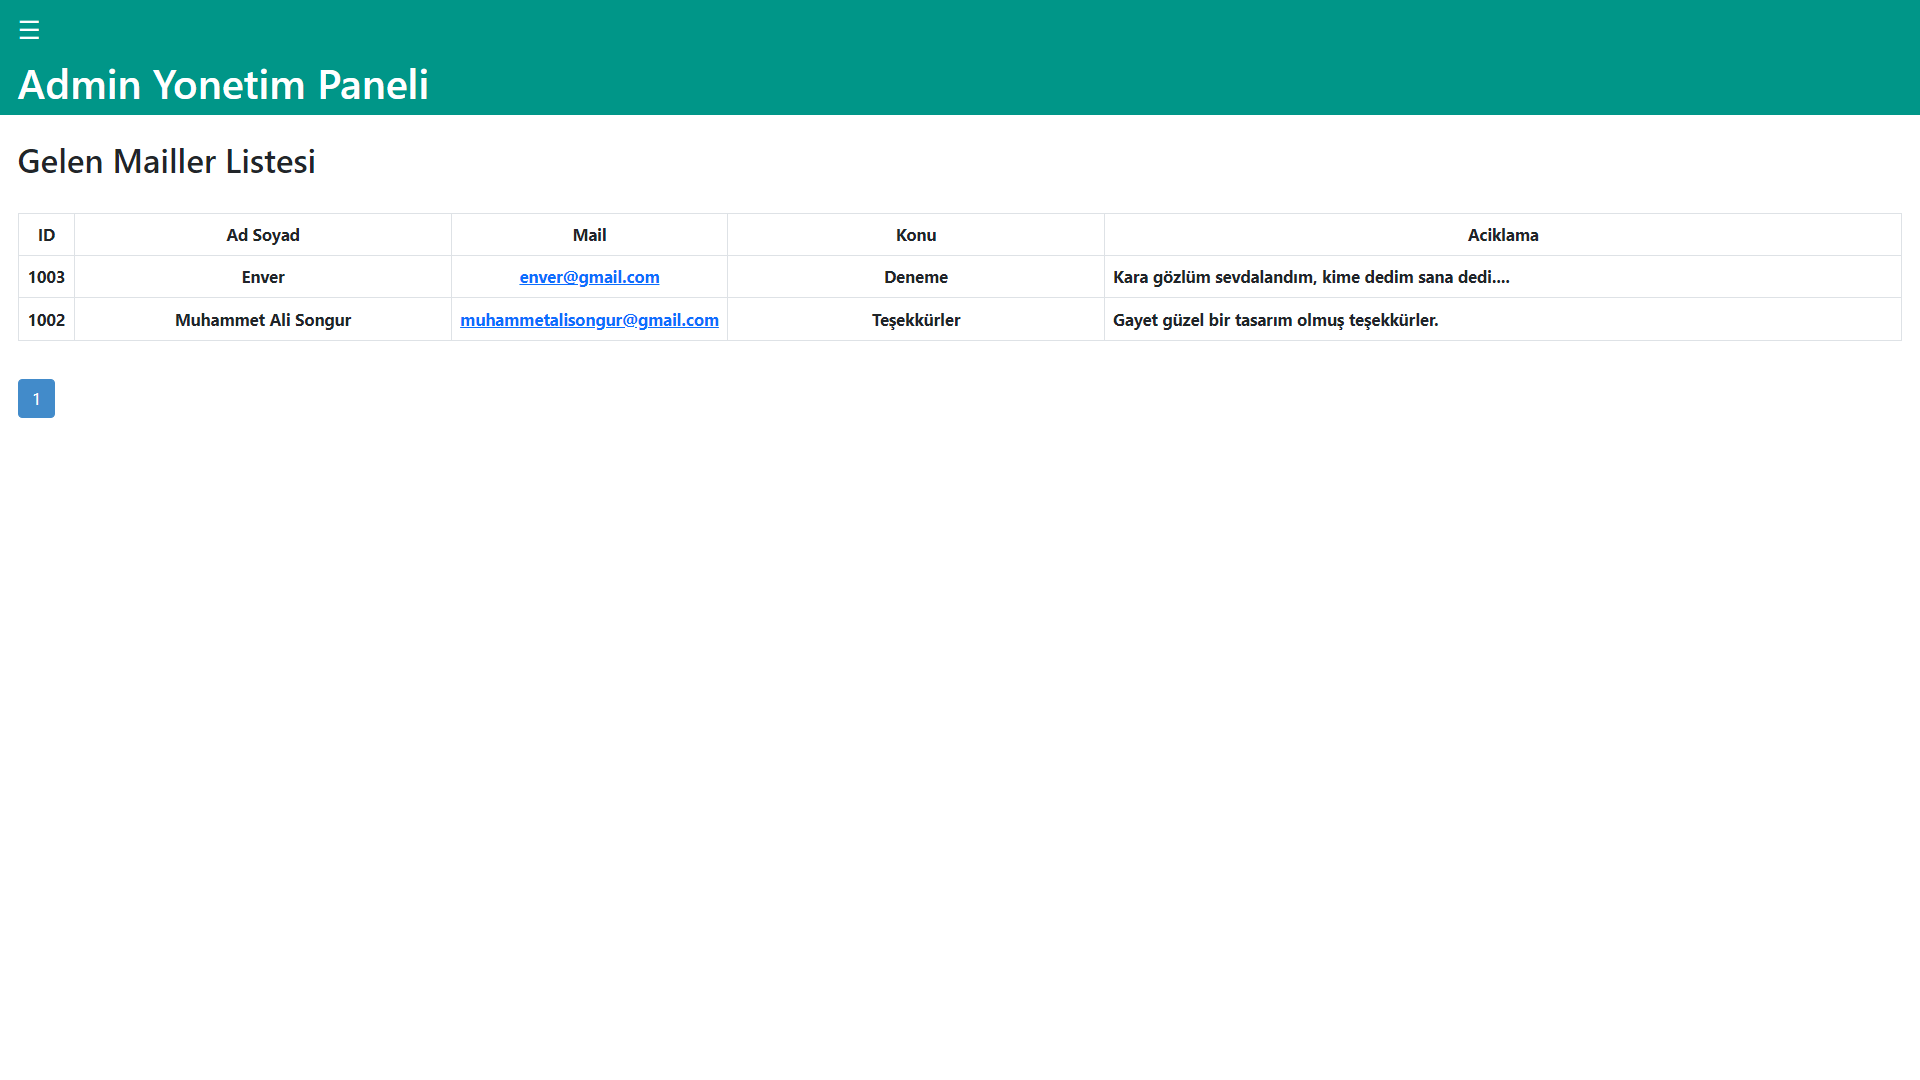 ☰
Admin Yonetim Paneli
Gelen Mailler Listesi
ID Ad Soyad Mail Konu Aciklama
1003 Enver enver@gmail.com Deneme Kara gözlüm sevdalandım, kime dedim sana dedi....
1002 Muhammet Ali Songur muhammetalisongur@gmail.com Teşekkürler Gayet güzel bir tasarım olmuş teşekkürler.
1